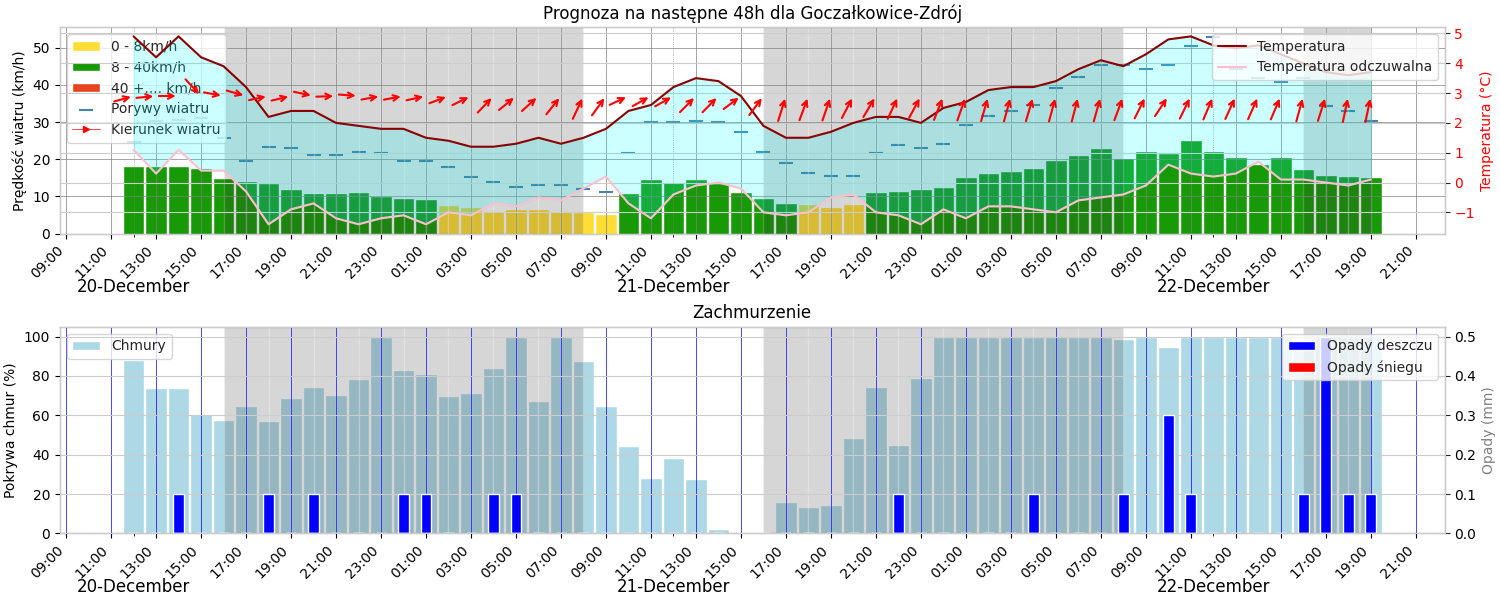 Prognoza na następne 48h dla Goczałkowice-Zdrój
Prędkość wiatru (km/h)
50
40
30
20
10
0
0 - 8km/h
8 - 40km/h
40 +.... km/h
Porywy wiatru
Kierunek wiatru
Temperatura
Temperatura odczuwalna
5
4
3
2
1
0
−1
Temperatura (°C)
09:00 11:00 13:00 15:00 17:00 19:00 21:00 23:00 01:00 03:00 05:00 07:00 09:00 11:00 13:00 15:00 17:00 19:00 21:00 23:00 01:00 03:00 05:00 07:00 09:00 11:00 13:00 15:00 17:00 19:00 21:00
20-December 21-December 22-December
Zachmurzenie
Pokrywa chmur (%)
100
80
60
40
20
0
Chmury
Opady deszczu
Opady śniegu
0.5
0.4
0.3
0.2
0.1
0.0
Opady (mm)
09:00 11:00 13:00 15:00 17:00 19:00 21:00 23:00 01:00 03:00 05:00 07:00 09:00 11:00 13:00 15:00 17:00 19:00 21:00 23:00 01:00 03:00 05:00 07:00 09:00 11:00 13:00 15:00 17:00 19:00 21:00
20-December 21-December 22-December